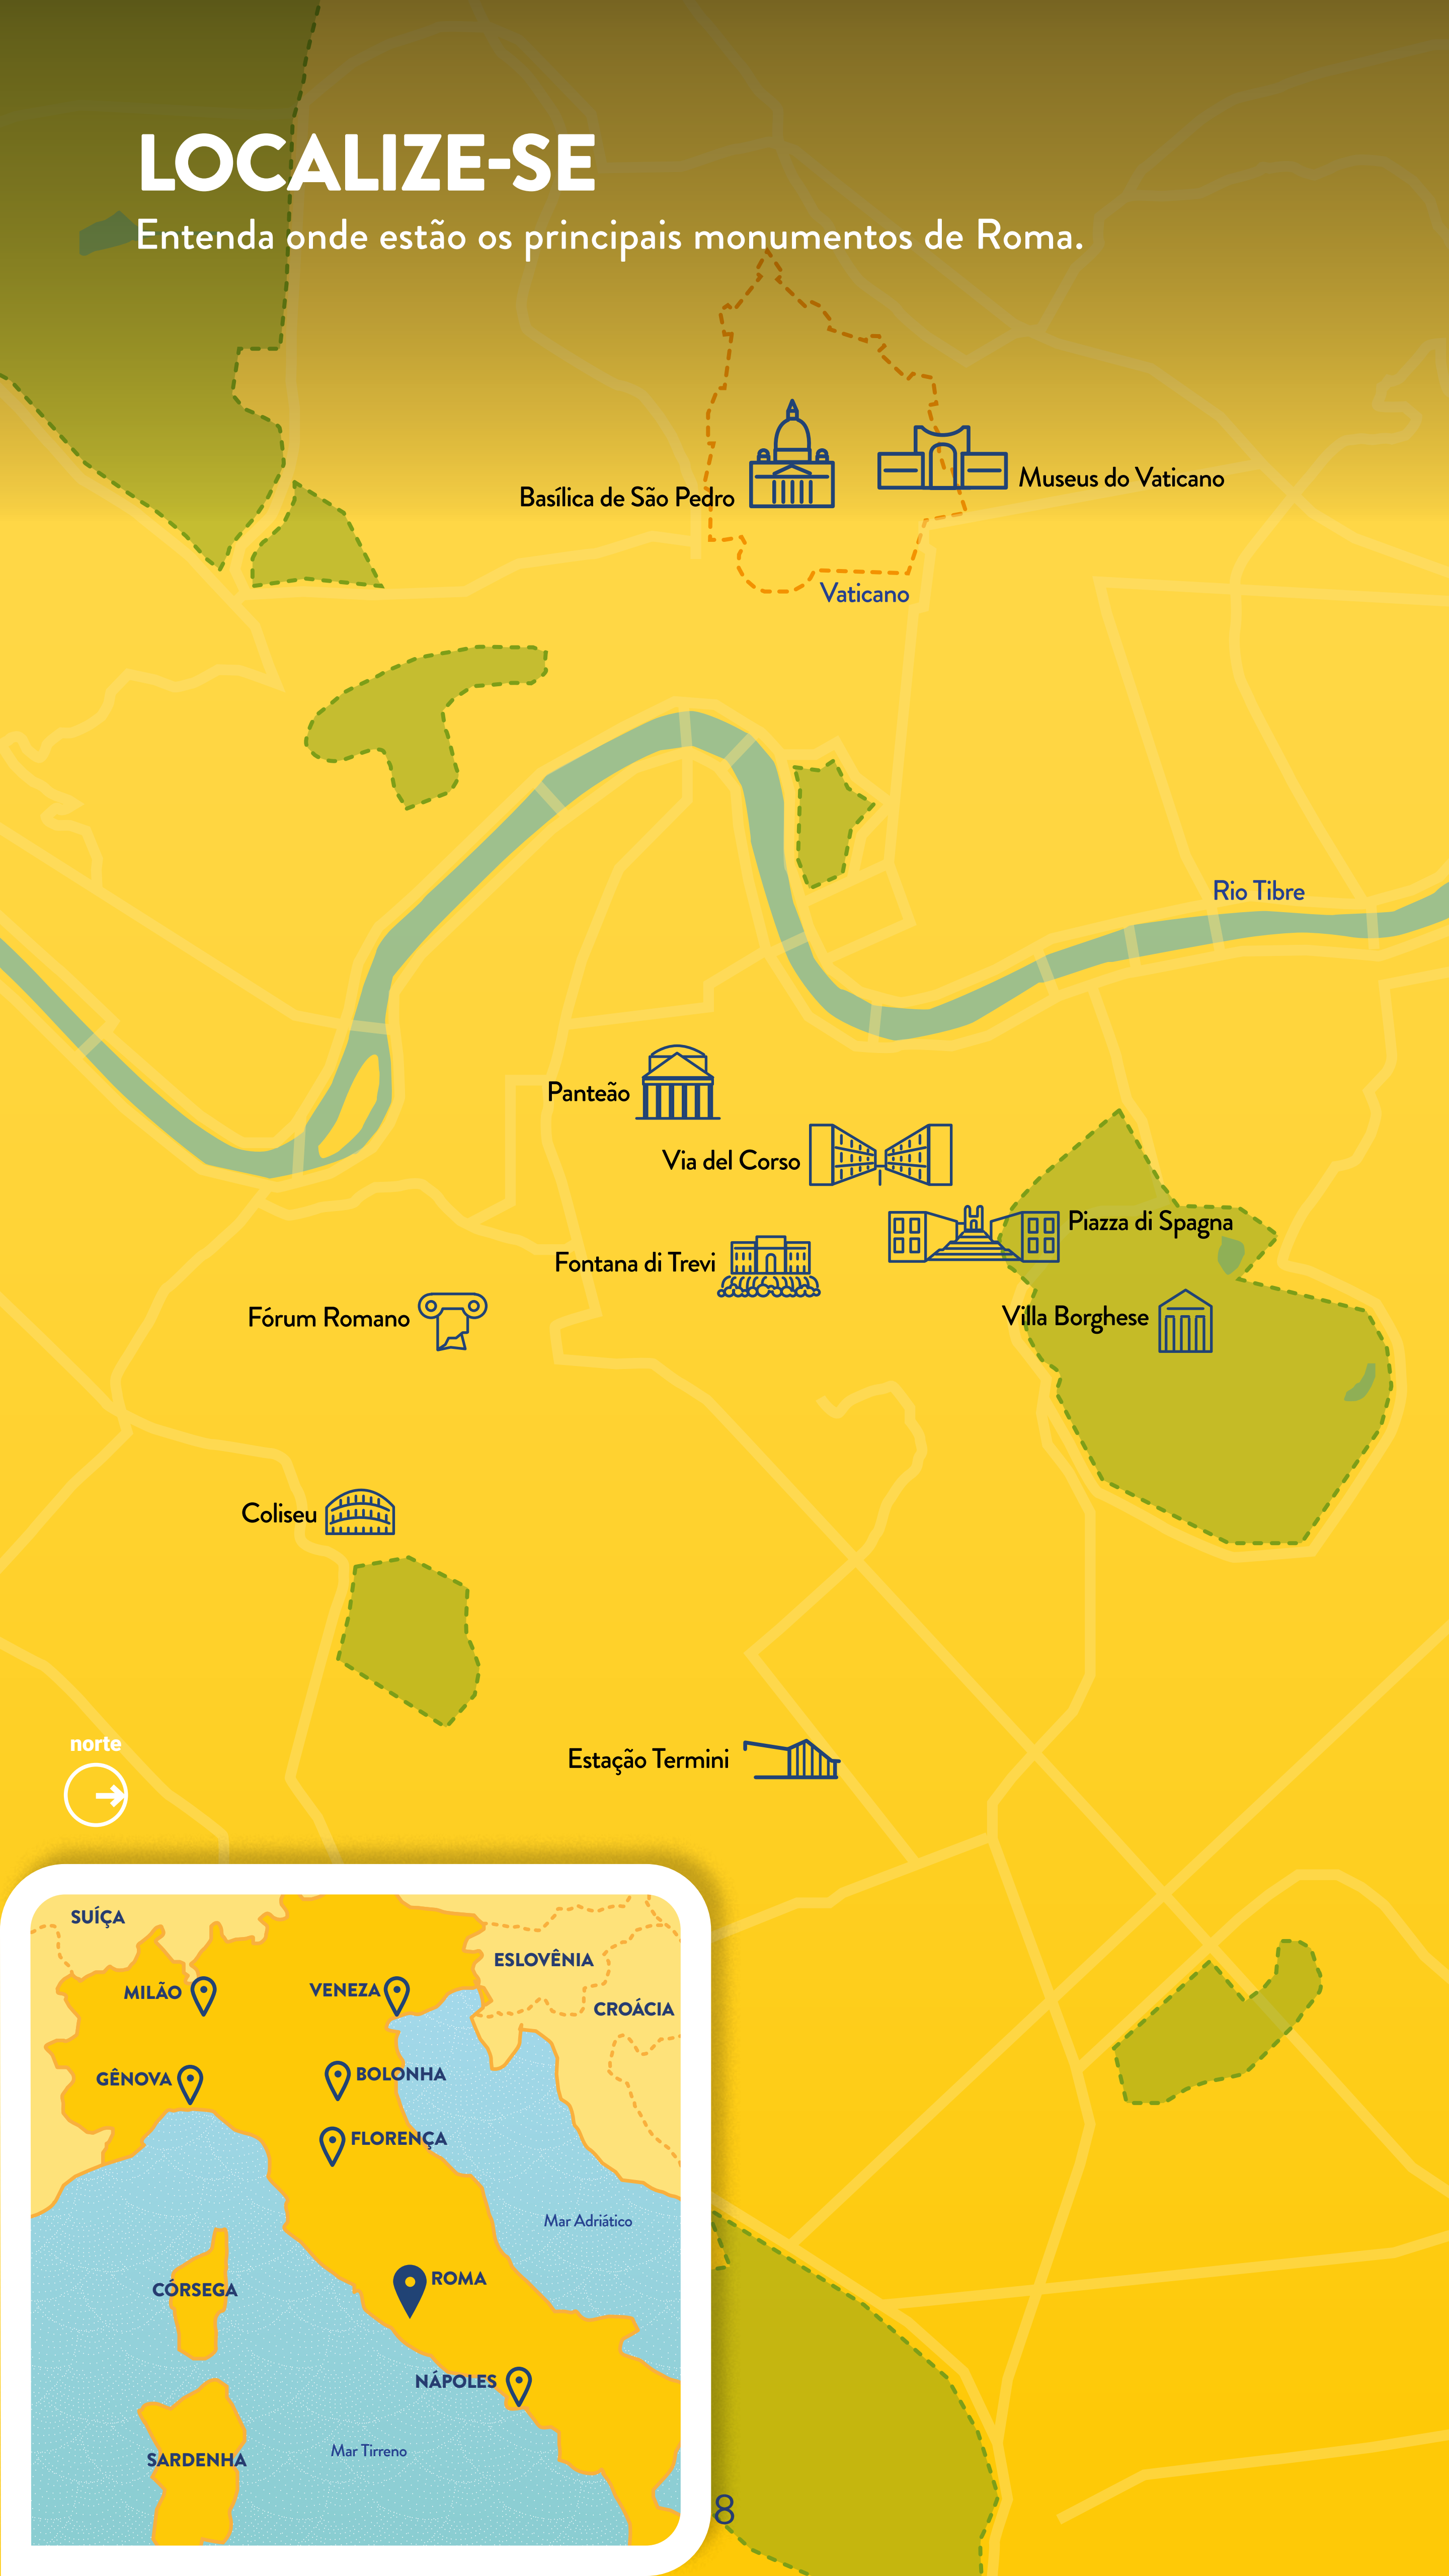 LOCALIZE-SE
Entenda onde estão os principais monumentos de Roma.
Basílica de São Pedro
Museus do Vaticano
Vaticano
Rio Tibre
Panteão
Via del Corso
Piazza di Spagna
Fontana di Trevi
Fórum Romano
Villa Borghese
Coliseu
norte
Estação Termini
SUÍÇA
ESLOVÊNIA
MILÃO
VENEZA
CROÁCIA
GÊNOVA
BOLONHA
FLORENÇA
Mar Adriático
ROMA
CÓRSEGA
NÁPOLES
Mar Tirreno
SARDENHA
8